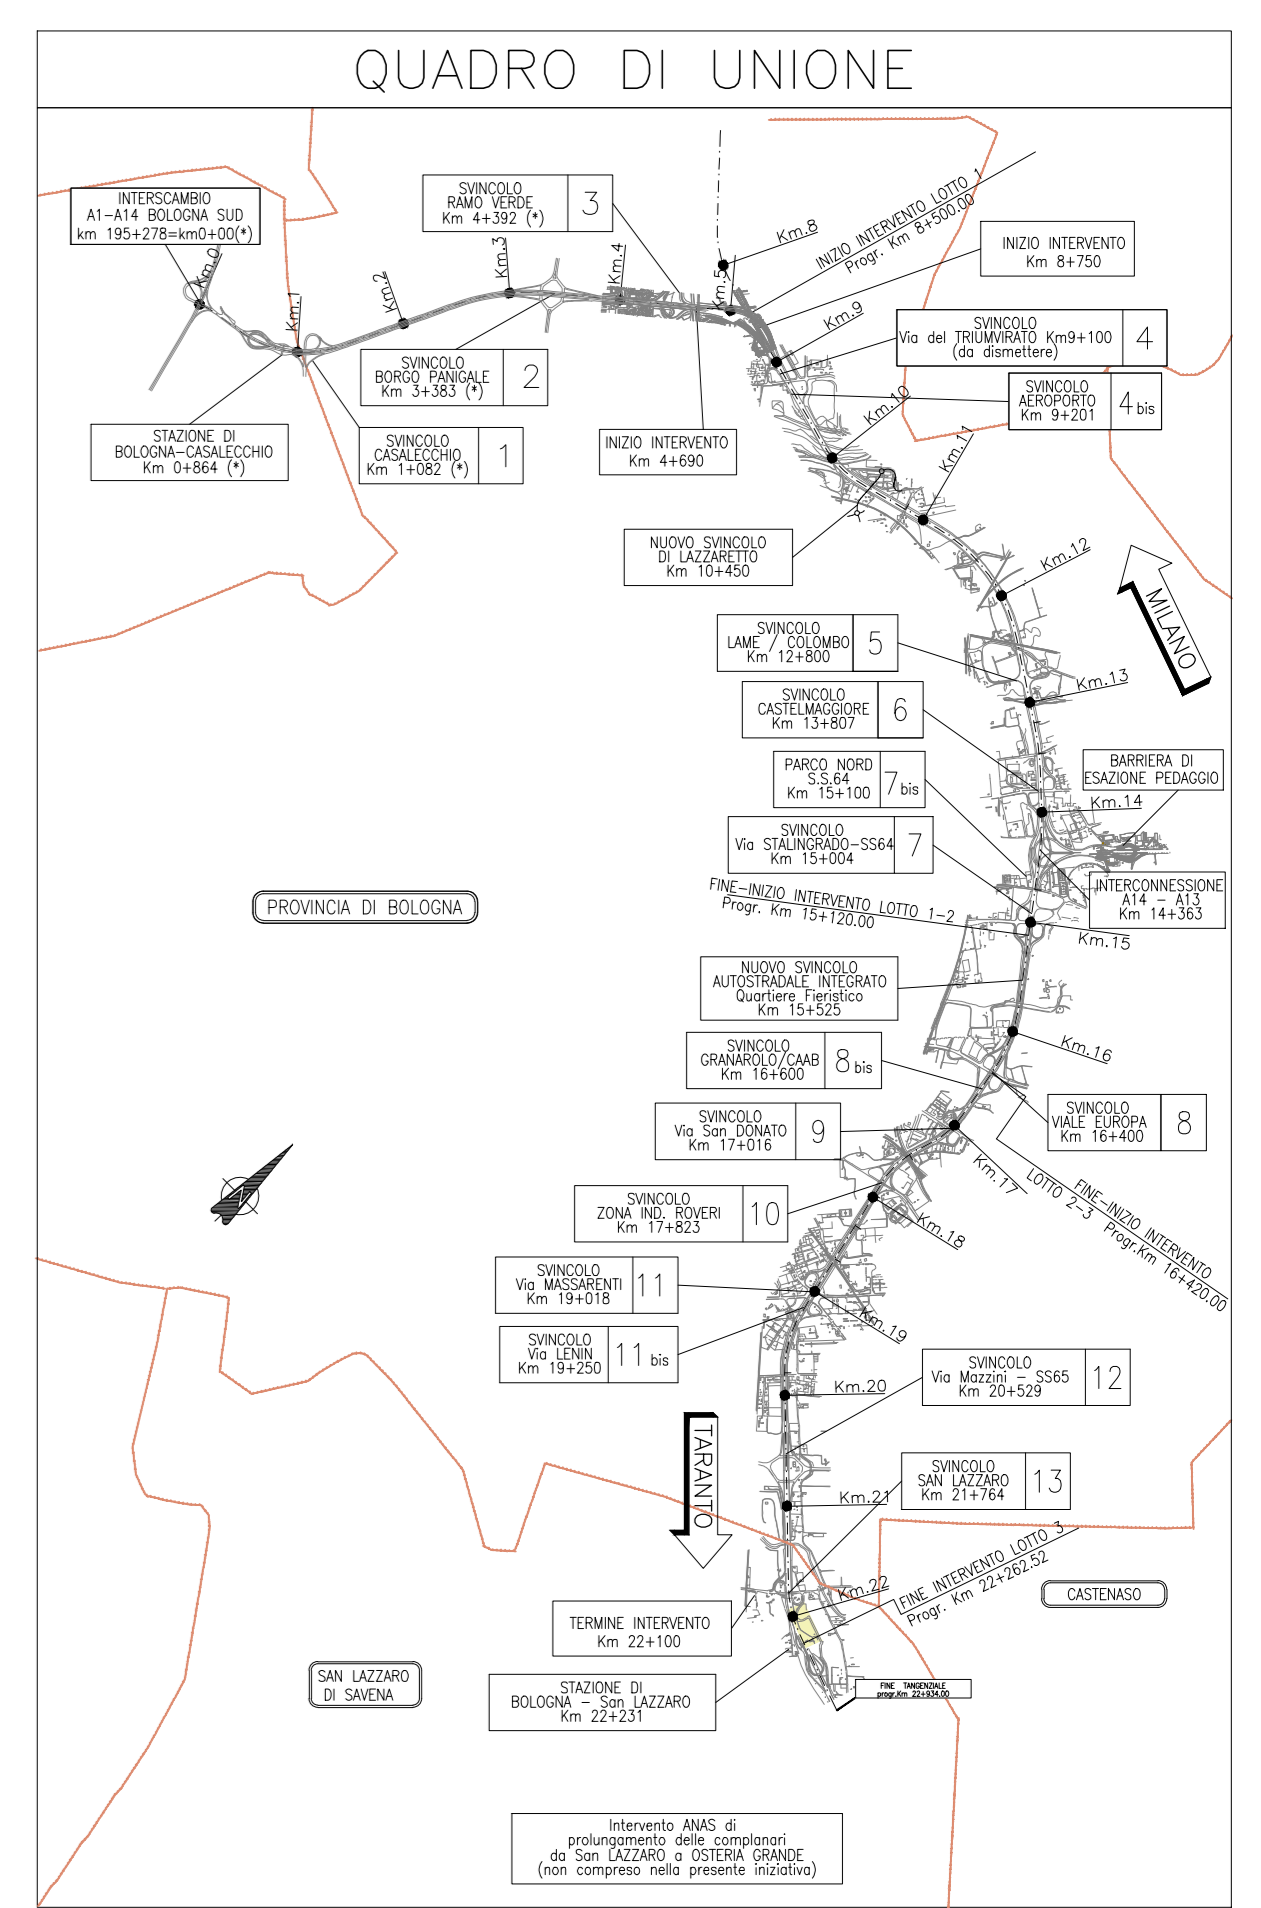 QUADRO DI UNIONE
INTERSCAMBIO
A1-A14 BOLOGNA SUD
km 195+278=km0+00(*)
SVINCOLO
RAMO VERDE
Km 4+392 (*)
3
Km.0
Km.1
Km.2
Km.3
Km.4
Km.5
Km.8
INIZIO INTERVENTO LOTTO 1
Progr. Km 8+500.00
INIZIO INTERVENTO
Km 8+750
Km.9
SVINCOLO
Via del TRIUMVIRATO Km9+100
(da dismettere)
4
SVINCOLO
BORGO PANIGALE
Km 3+383 (*)
2
SVINCOLO
AEROPORTO
Km 9+201
4 bis
Km.10
STAZIONE DI
BOLOGNA-CASALECCHIO
Km 0+864 (*)
SVINCOLO
CASALECCHIO
Km 1+082 (*)
1
INIZIO INTERVENTO
Km 4+690
Km.11
NUOVO SVINCOLO
DI LAZZARETTO
Km 10+450
Km.12
MILANO
SVINCOLO
LAME / COLOMBO
Km 12+800
5
Km.13
SVINCOLO
CASTELMAGGIORE
Km 13+807
6
PARCO NORD
S.S.64
Km 15+100
7 bis
BARRIERA DI
ESAZIONE PEDAGGIO
Km.14
SVINCOLO
Via STALINGRADO-SS64
Km 15+004
7
INTERCONNESSIONE
A14 - A13
Km 14+363
FINE-INIZIO INTERVENTO LOTTO 1-2
Progr. Km 15+120.00
Km.15
PROVINCIA DI BOLOGNA
NUOVO SVINCOLO
AUTOSTRADALE INTEGRATO
Quartiere Fieristico
Km 15+525
Km.16
SVINCOLO
GRANAROLO/CAAB
Km 16+600
8 bis
SVINCOLO
VIALE EUROPA
Km 16+400
8
SVINCOLO
Via San DONATO
Km 17+016
9
Km.17
FINE-INIZIO INTERVENTO
LOTTO 2-3 Progr.Km 16+420.00
SVINCOLO
ZONA IND. ROVERI
Km 17+823
10
Km.18
SVINCOLO
Via MASSARENTI
Km 19+018
11
Km.19
SVINCOLO
Via LENIN
Km 19+250
11 bis
Km.20
SVINCOLO
Via Mazzini - SS65
Km 20+529
12
TARANTO
SVINCOLO
SAN LAZZARO
Km 21+764
13
Km.21
FINE INTERVENTO LOTTO 3
Progr. Km 22+262.52
Km.22
CASTENASO
TERMINE INTERVENTO
Km 22+100
SAN LAZZARO
DI SAVENA
STAZIONE DI
BOLOGNA - San LAZZARO
Km 22+231
FINE TANGENZIALE
progr.Km 22+934.00
Intervento ANAS di
prolungamento delle complanari
da San LAZZARO a OSTERIA GRANDE
(non compreso nella presente iniziativa)